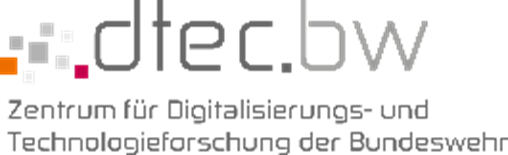 dtec.bw
Zentrum für Digitalisierungs- und
Technologieforschung der Bundeswehr